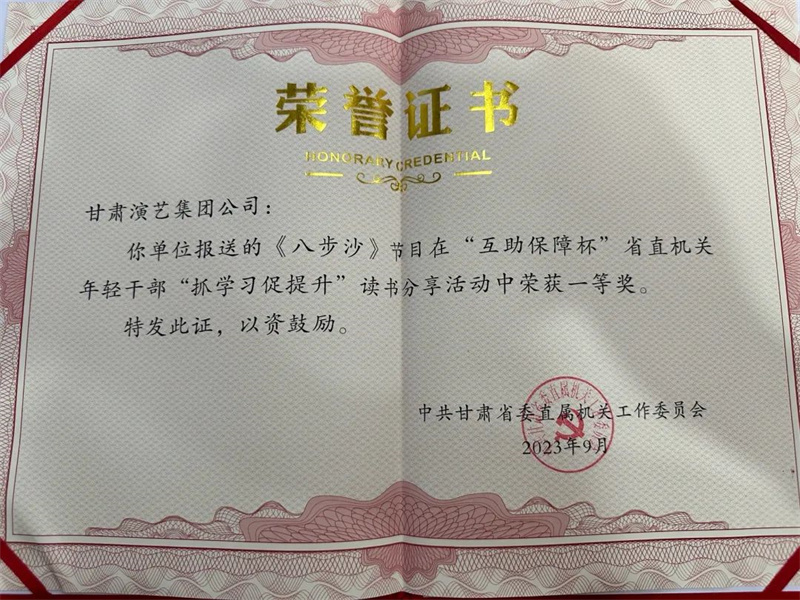 荣誉证书
HONORARY CREDENTIAL
甘肃演艺集团公司：
你单位报送的《八步沙》节目在“互助保障杯”省直机关
年轻干部“抓学习促提升”读书分享活动中荣获一等奖。
特发此证，以资鼓励。
中共甘肃省委直属机关工作委员会
2023年9月